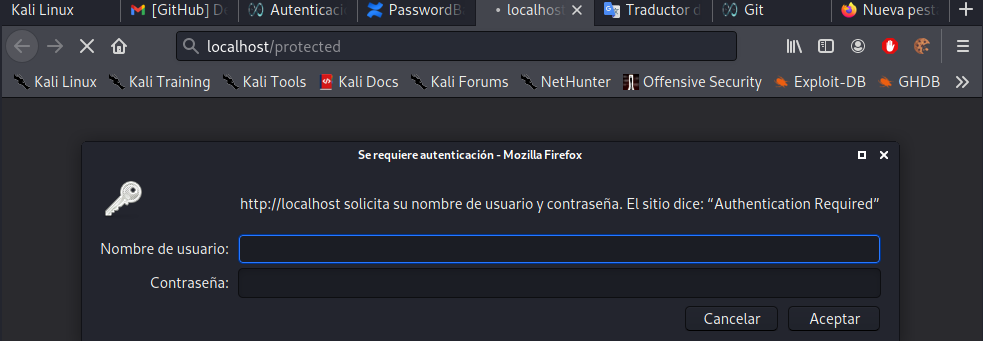 Kali Linux [GitHub] De Autenticaci PasswordBa localhost Traductor d Git Nueva pest
localhost/protected
Kali Linux Kali Training Kali Tools Kali Docs Kali Forums NetHunter Offensive Security Exploit-DB GHDB
Se requiere autenticación - Mozilla Firefox
http://localhost solicita su nombre de usuario y contraseña. El sitio dice: “Authentication Required”
Nombre de usuario:
Contraseña:
Cancelar Aceptar